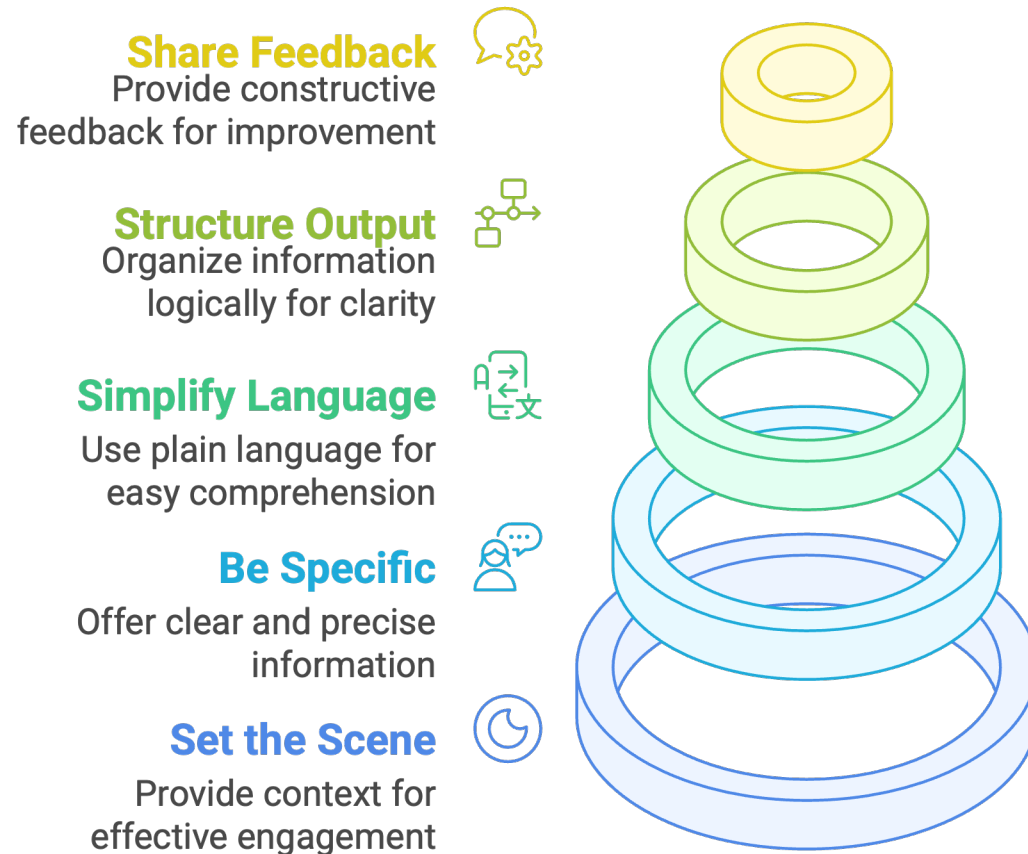 Share Feedback
Provide constructive
feedback for improvement
Structure Output
Organize information
logically for clarity
Simplify Language
Use plain language for
easy comprehension
Be Specific
Offer clear and precise
information
Set the Scene
Provide context for
effective engagement